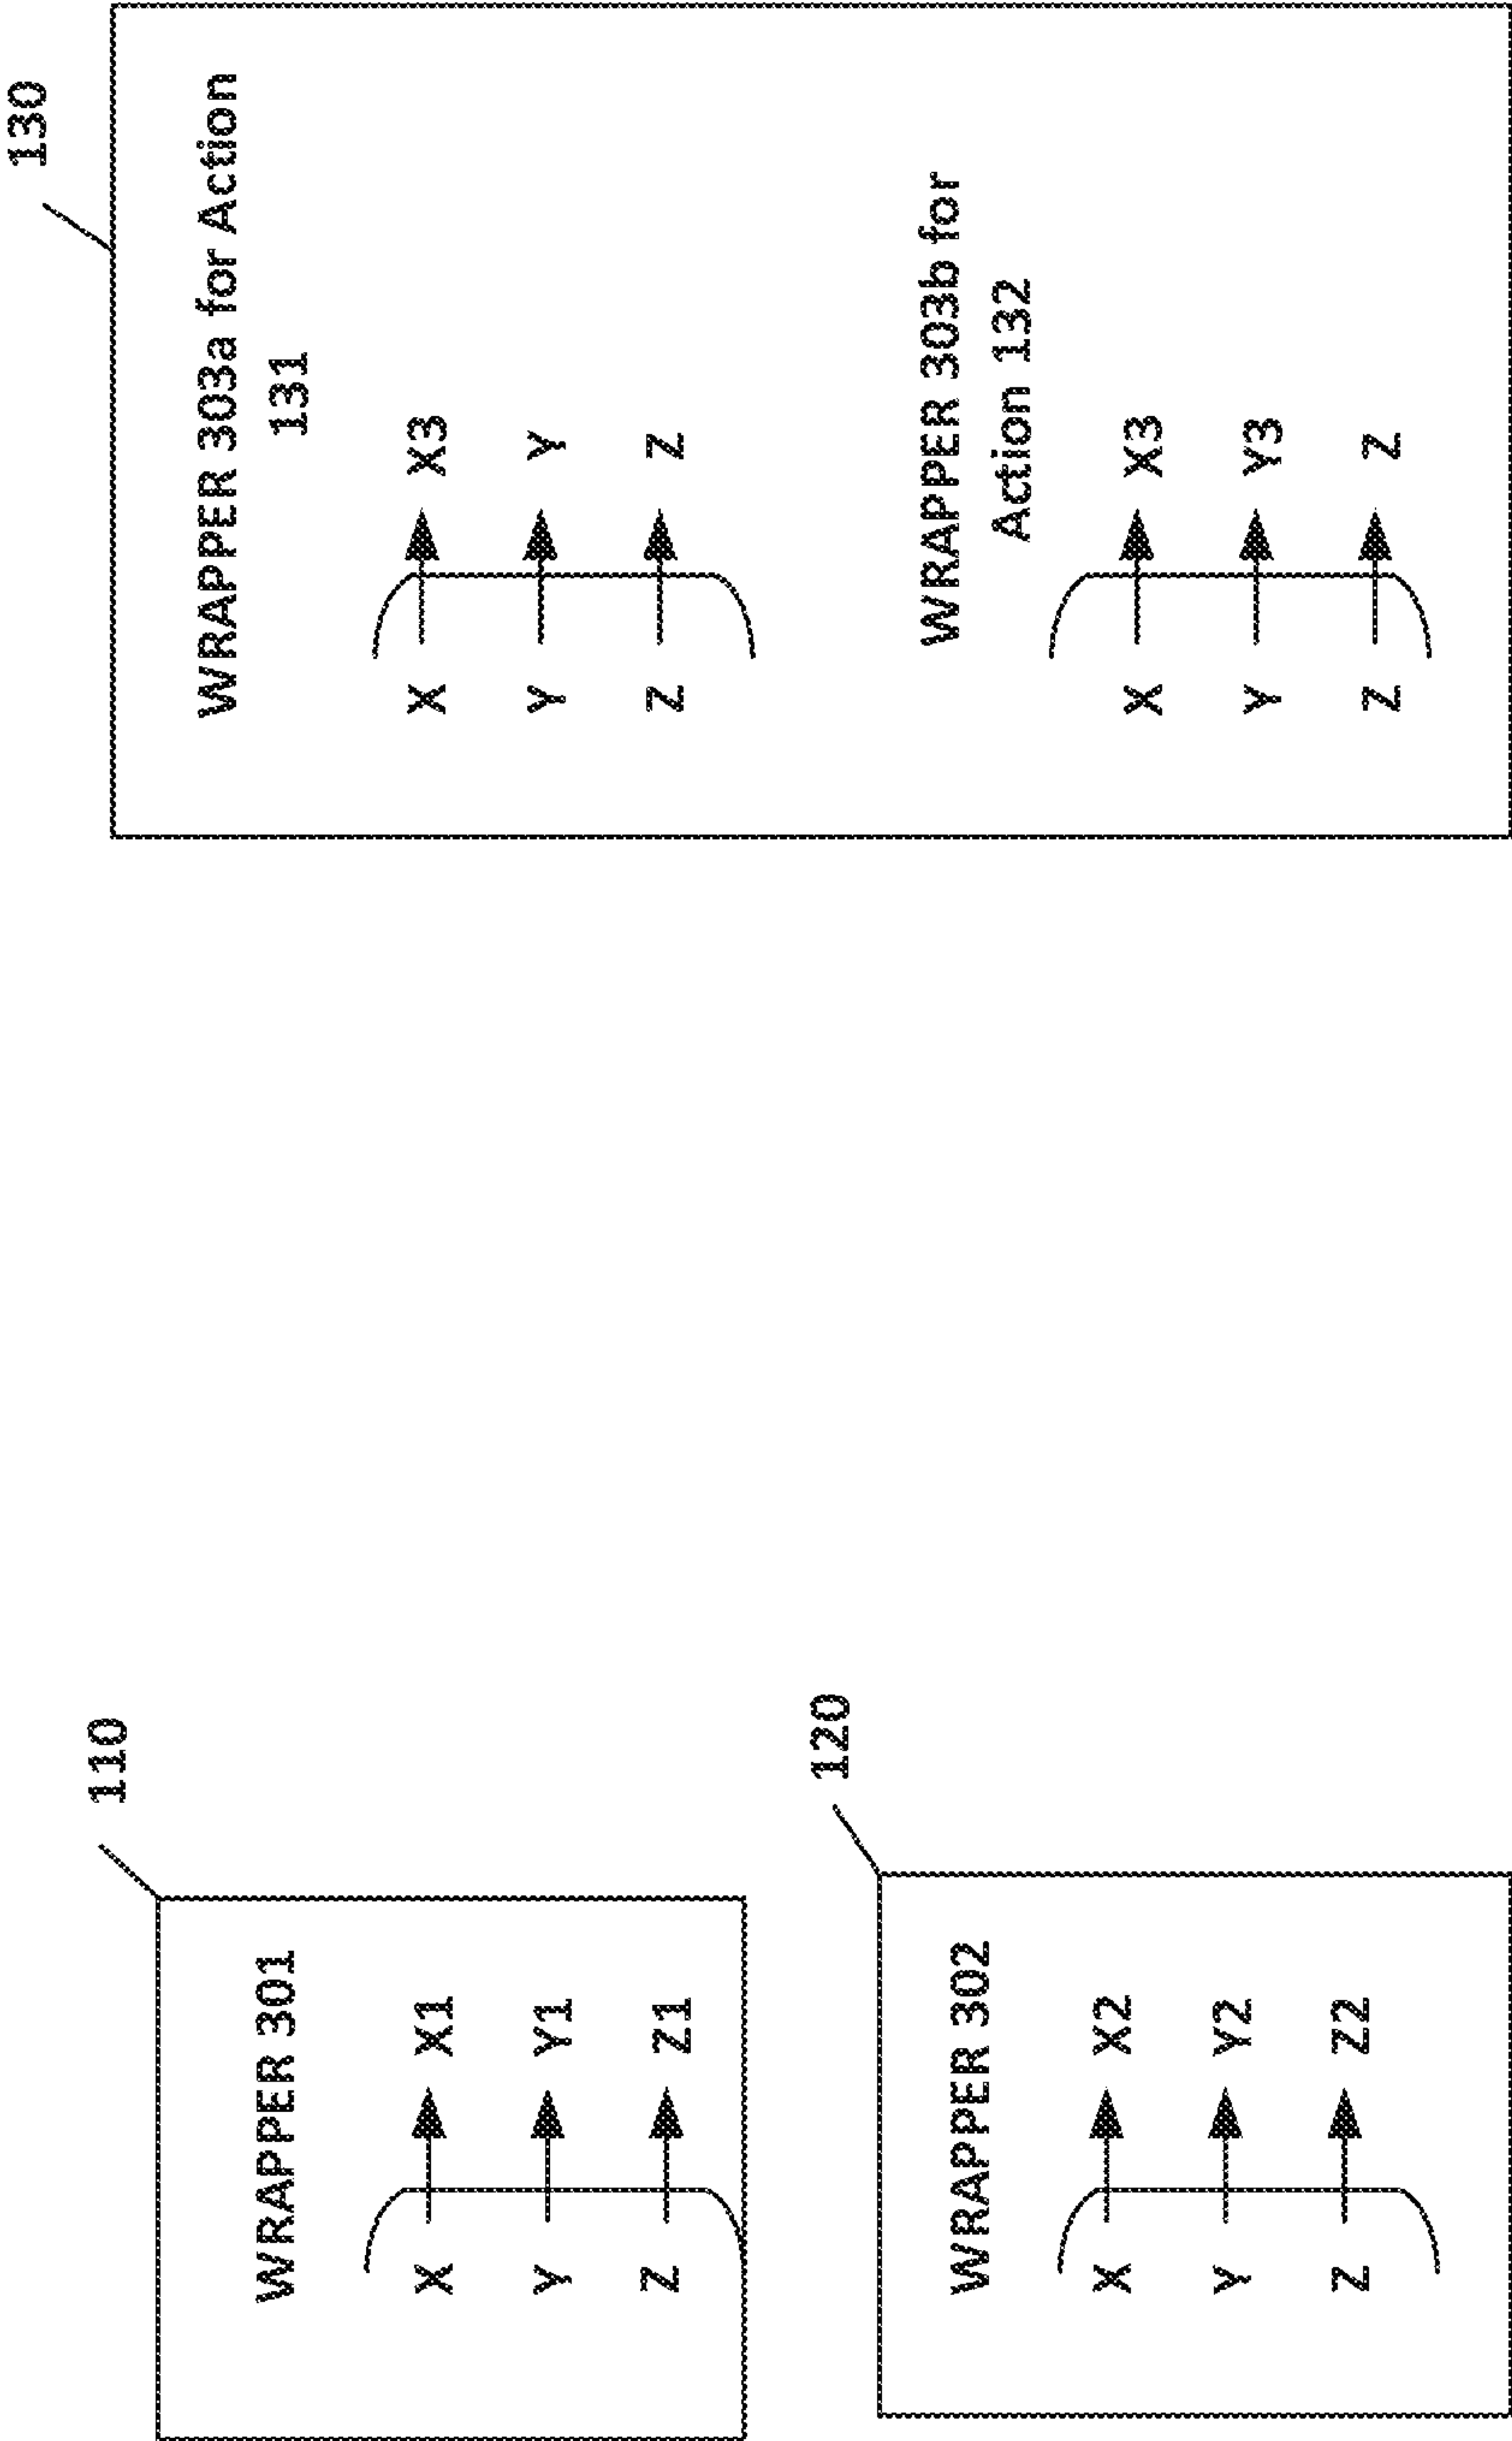 110
WRAPPER 301
X X1
Y Y1
Z Z1
120
WRAPPER 302
X X2
Y Y2
Z Z2
130
WRAPPER 303a for Action
131
X X3
Y Y
Z Z
WRAPPER 303b for
Action 132
X X3
Y Y3
Z Z